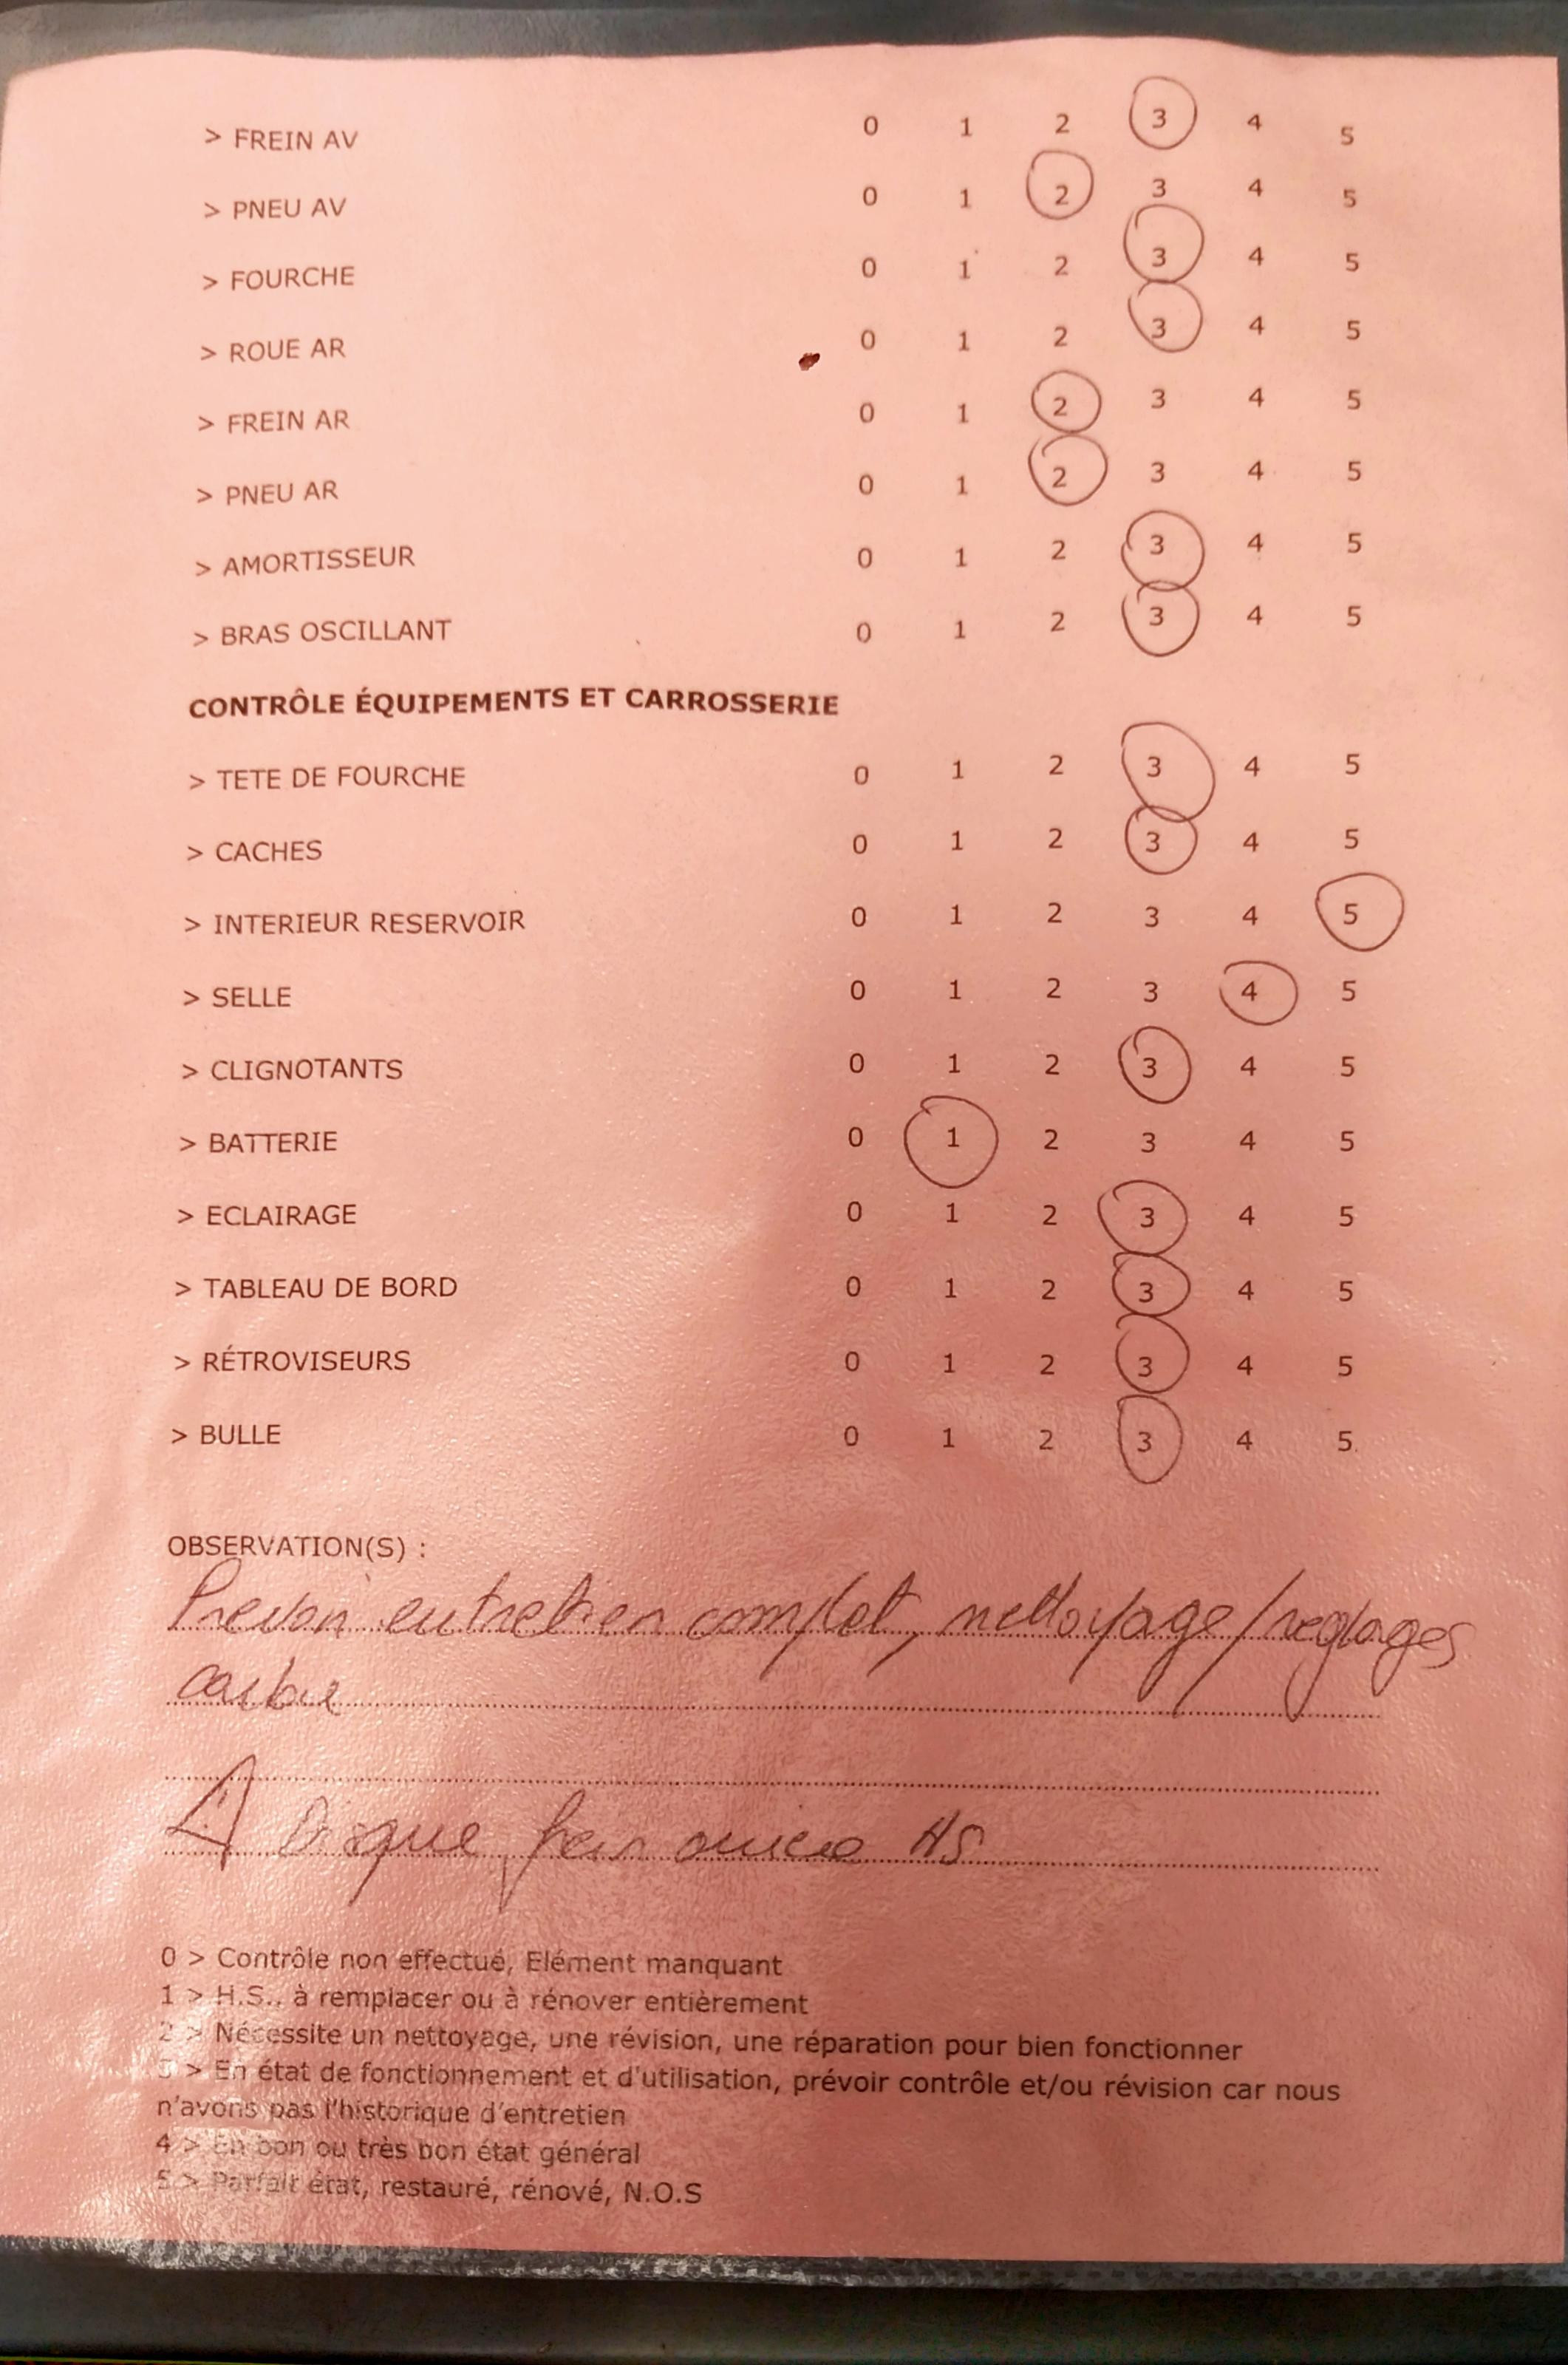 > FREIN AV 0 1 2 3 4 5
> PNEU AV 0 1 2 3 4 5
> FOURCHE 0 1 2 3 4 5
> ROUE AR 0 1 2 3 4 5
> FREIN AR 0 1 2 3 4 5
> PNEU AR 0 1 2 3 4 5
> AMORTISSEUR 0 1 2 3 4 5
> BRAS OSCILLANT 0 1 2 3 4 5
CONTRÔLE ÉQUIPEMENTS ET CARROSSERIE
> TETE DE FOURCHE 0 1 2 3 4 5
> CACHES 0 1 2 3 4 5
> INTERIEUR RESERVOIR 0 1 2 3 4 5
> SELLE 0 1 2 3 4 5
> CLIGNOTANTS 0 1 2 3 4 5
> BATTERIE 0 1 2 3 4 5
> ECLAIRAGE 0 1 2 3 4 5
> TABLEAU DE BORD 0 1 2 3 4 5
> RÉTROVISEURS 0 1 2 3 4 5
> BULLE 0 1 2 3 4 5
OBSERVATION(S) :
Prevoir entretien complet, nettoyage/reglages
carbu
Disque frein arriere HS
0 > Contrôle non effectué, Elément manquant
1 > H.S., à remplacer ou à rénover entièrement
2 > Nécessite un nettoyage, une révision, une réparation pour bien fonctionner
3 > En état de fonctionnement et d'utilisation, prévoir contrôle et/ou révision car nous
n'avons pas l'historique d'entretien
4 > En bon ou très bon état général
5 > Parfait état, restauré, rénové, N.O.S